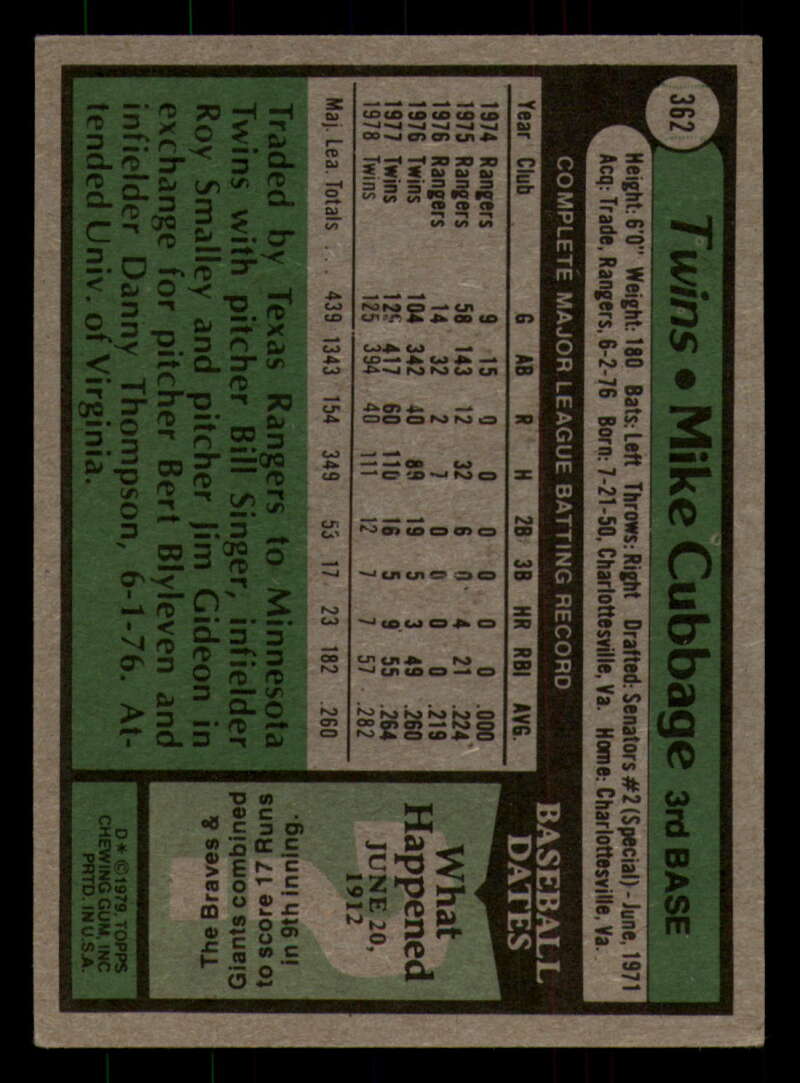 362
Twins • Mike Cubbage 3rd BASE
Height: 6'0" Weight: 180 Bats: Left Throws: Right Drafted: Senators #2 (Special) - June, 1971
Acq: Trade, Rangers, 6-2-76 Born: 7-21-50, Charlottesville, Va. Home: Charlottesville, Va.
COMPLETE MAJOR LEAGUE BATTING RECORD
Year Club G AB R H 2B 3B HR RBI AVG.
1974 Rangers 9 15 0 0 0 0 0 0 .000
1975 Rangers 58 143 12 32 6 0 4 21 .224
1976 Rangers 14 32 2 7 0 0 0 0 .219
1976 Twins 104 342 40 89 19 5 3 49 .260
1977 Twins 129 417 60 110 16 5 9 55 .264
1978 Twins 125 394 40 111 12 7 7 57 .282
Maj. Lea. Totals ... 439 1343 154 349 53 17 23 182 .260
Traded by Texas Rangers to Minnesota
Twins with pitcher Bill Singer, infielder
Roy Smalley and pitcher Jim Gideon in
exchange for pitcher Bert Blyleven and
infielder Danny Thompson, 6-1-76. At-
tended Univ. of Virginia.
BASEBALL
DATES
What
Happened
JUNE 20,
1912
The Braves &
Giants combined
to score 17 Runs
in 9th inning.
D* © 1979, TOPPS
CHEWING GUM, INC
PRTD. IN U.S.A.